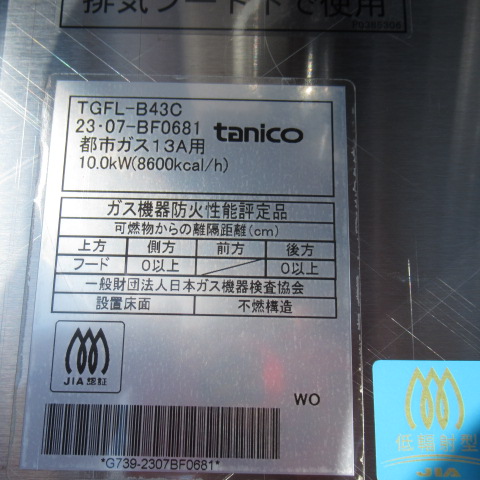 排気フード下で使用
TGFL-B43C
23・07-BF0681 tanico
都市ガス13A用
10.0kW(8600kcal/h)
ガス機器防火性能評定品
可燃物からの離隔距離(cm)
上方 側方 前方 後方
フード 0以上 0以上
一般財団法人日本ガス機器検査協会
設置床面 不燃構造
JIA 認証
WO
*G739-2307BF0681*
低輻射型
JIA